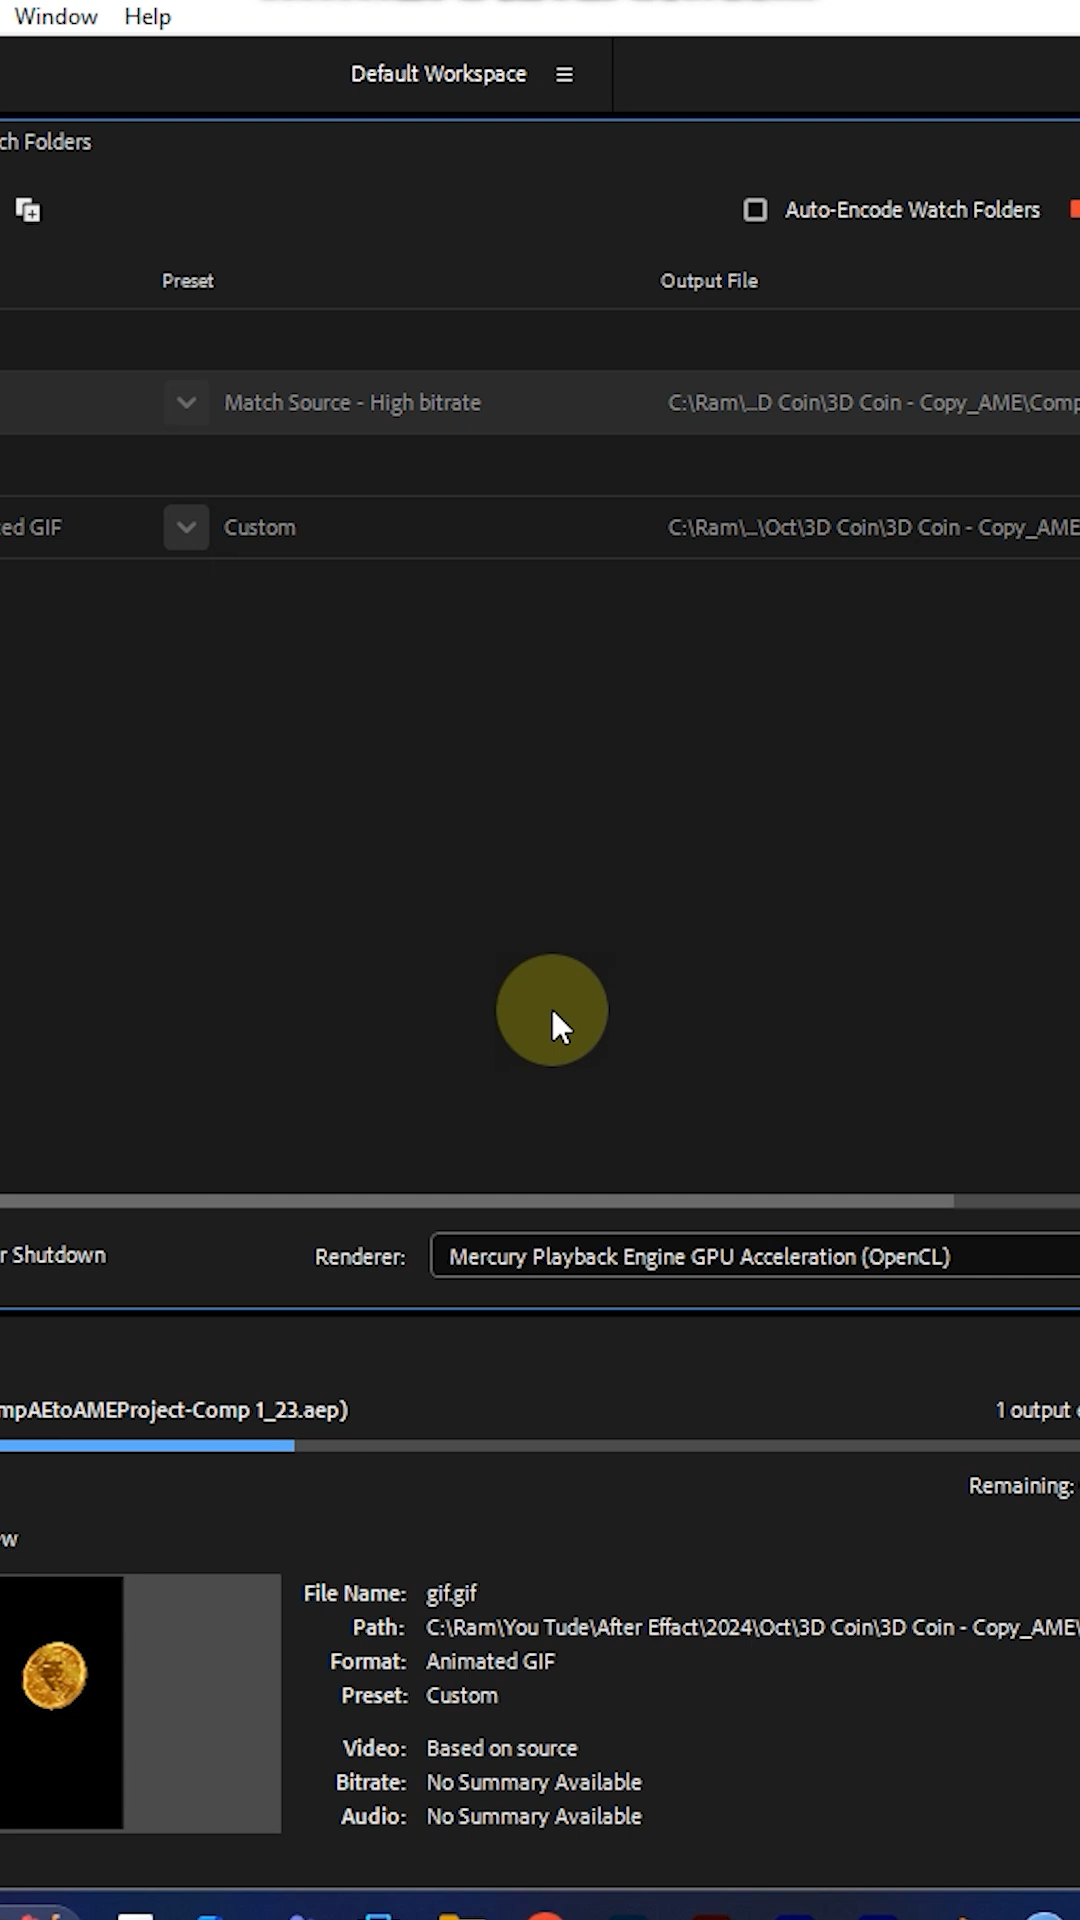 Window Help
Default Workspace
ch Folders
Auto-Encode Watch Folders
Preset Output File
Match Source - High bitrate C:\Ram\...D Coin\3D Coin - Copy_AME\Comp
ed GIF Custom C:\Ram\...\Oct\3D Coin\3D Coin - Copy_AME
r Shutdown Renderer: Mercury Playback Engine GPU Acceleration (OpenCL)
mpAEtoAMEProject-Comp 1_23.aep) 1 output
Remaining:
ew
File Name: gif.gif
Path: C:\Ram\You Tude\After Effect\2024\Oct\3D Coin\3D Coin - Copy_AME\
Format: Animated GIF
Preset: Custom
Video: Based on source
Bitrate: No Summary Available
Audio: No Summary Available